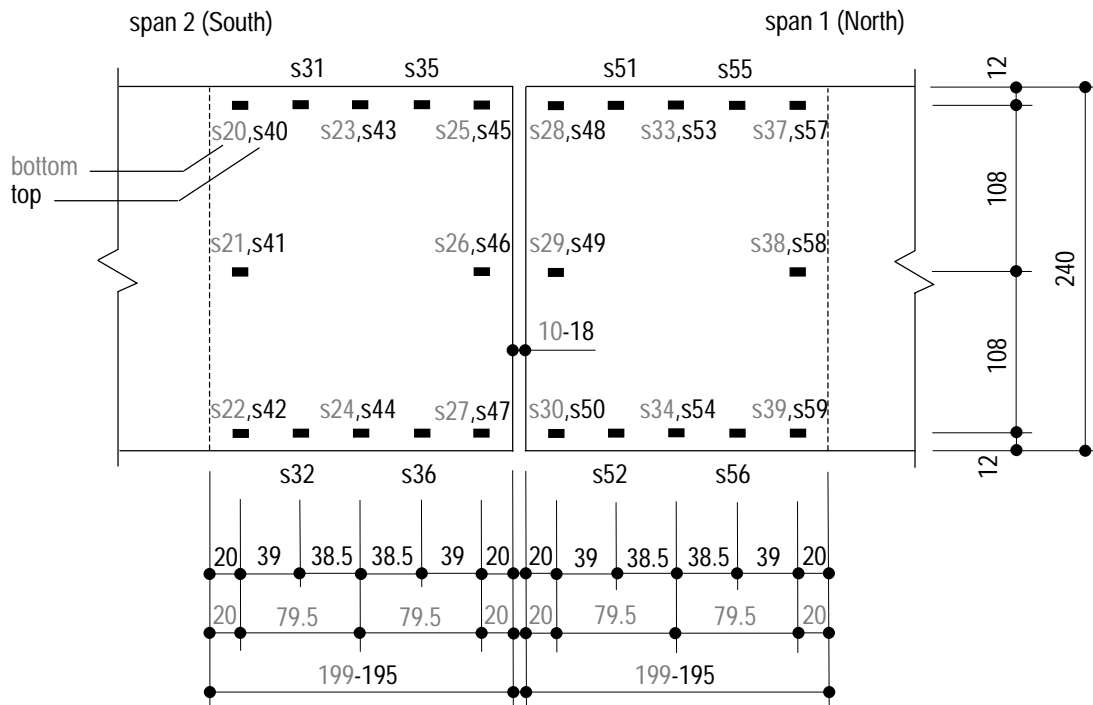 span 2 (South) span 1 (North)
s31 s35 s51 s55
s20,s40 s23,s43 s25,s45 s28,s48 s33,s53 s37,s57
bottom
top
s21,s41 s26,s46 s29,s49 s38,s58
10-18
s22,s42 s24,s44 s27,s47 s30,s50 s34,s54 s39,s59
s32 s36 s52 s56
20 39 38.5 38.5 39 20 20 39 38.5 38.5 39 20
20 79.5 79.5 20 20 79.5 79.5 20
199-195 199-195
12
108
240
108
12